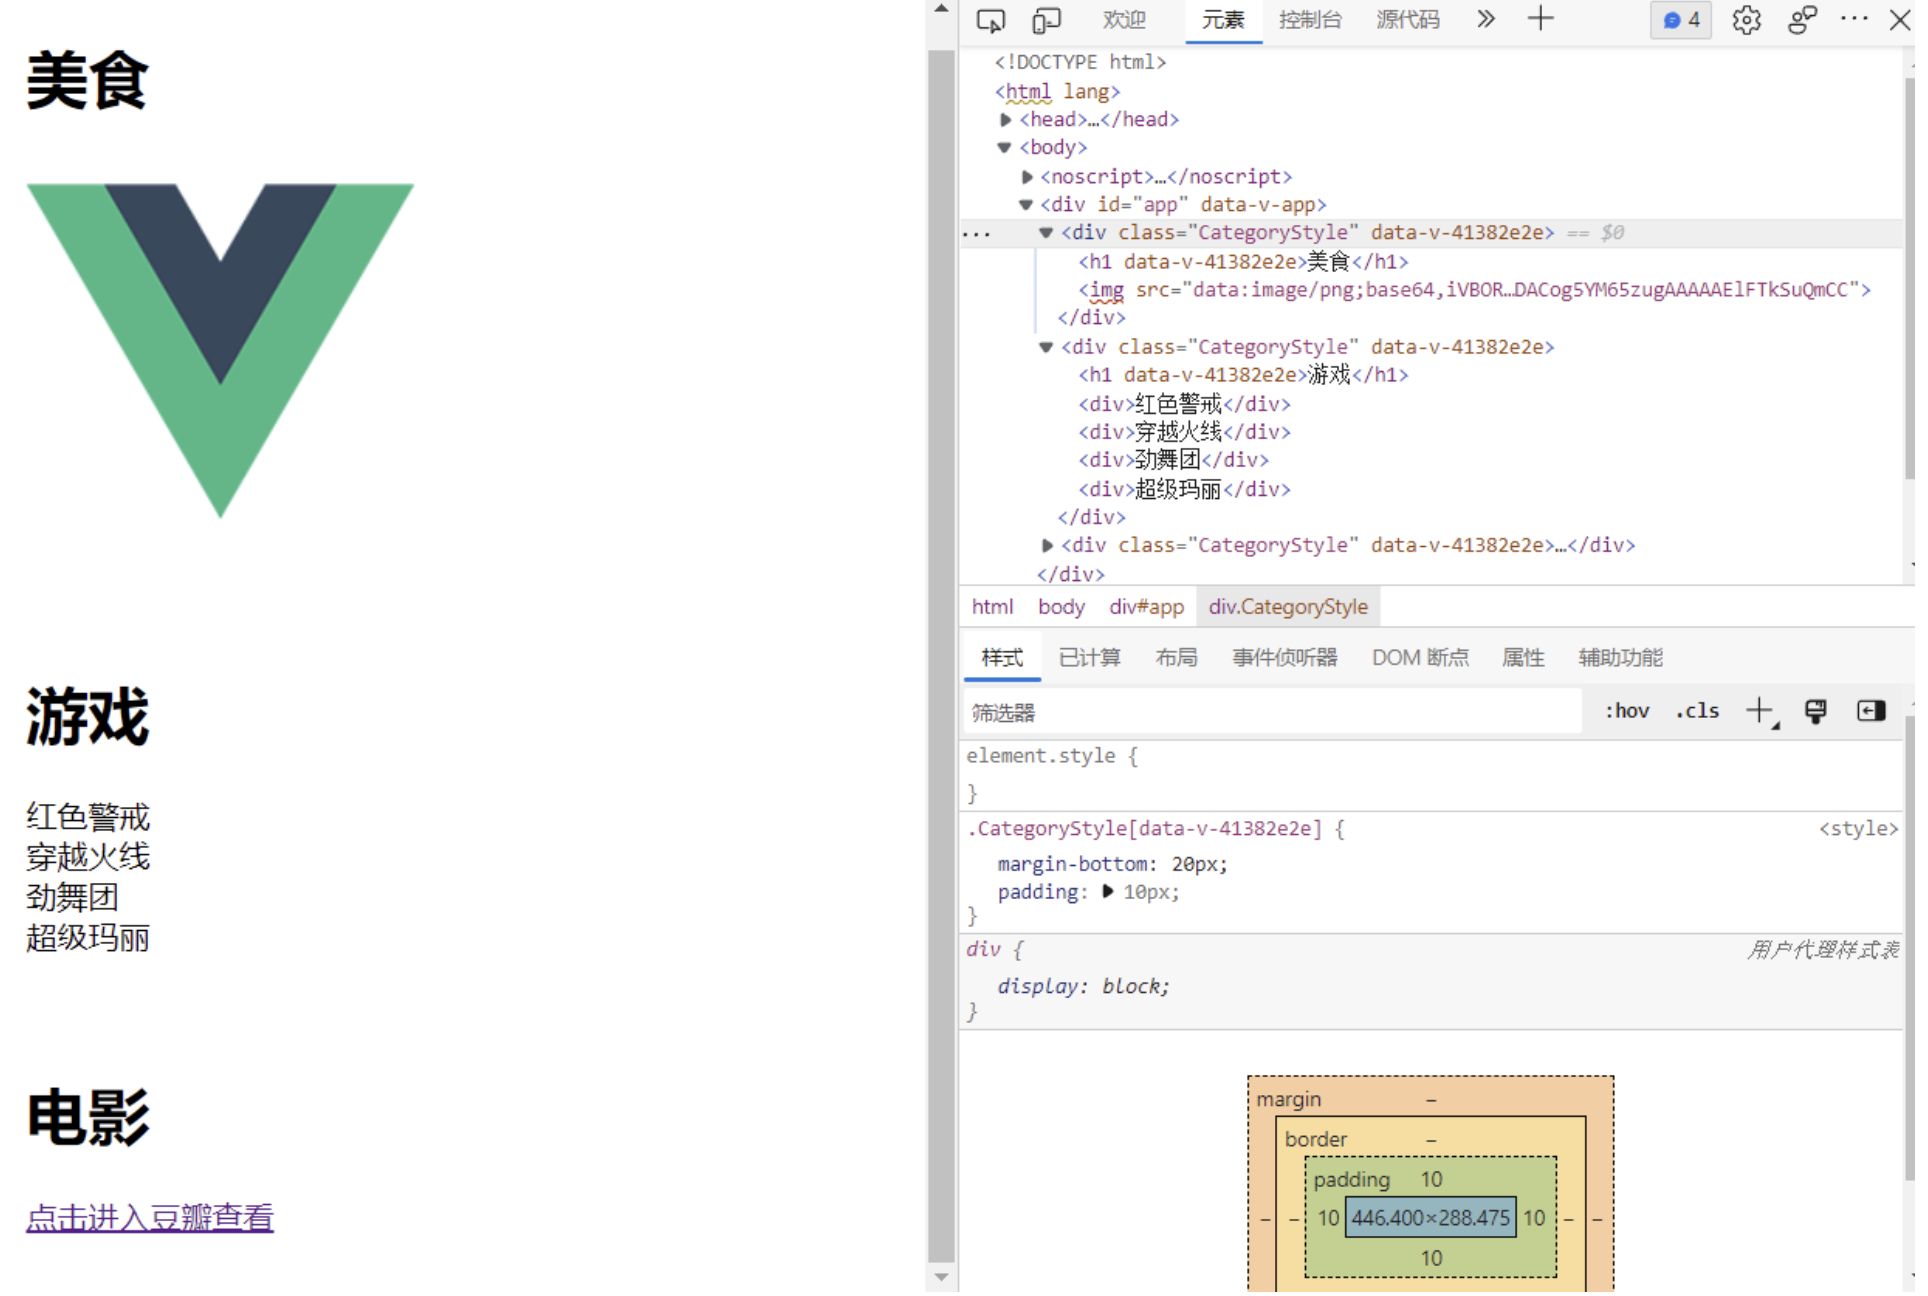 美食
游戏
红色警戒
穿越火线
劲舞团
超级玛丽
电影
点击进入豆瓣查看
欢迎 元素 控制台 源代码 4
<!DOCTYPE html>
<html lang>
<head>…</head>
<body>
<noscript>…</noscript>
<div id="app" data-v-app>
<div class="CategoryStyle" data-v-41382e2e> == $0
<h1 data-v-41382e2e>美食</h1>
<img src="data:image/png;base64,iVBOR…DACog5YM65zugAAAAAElFTkSuQmCC">
</div>
<div class="CategoryStyle" data-v-41382e2e>
<h1 data-v-41382e2e>游戏</h1>
<div>红色警戒</div>
<div>穿越火线</div>
<div>劲舞团</div>
<div>超级玛丽</div>
</div>
<div class="CategoryStyle" data-v-41382e2e>…</div>
</div>
html body div#app div.CategoryStyle
样式 已计算 布局 事件侦听器 DOM 断点 属性 辅助功能
筛选器 :hov .cls
element.style {
}
.CategoryStyle[data-v-41382e2e] { <style>
margin-bottom: 20px;
padding: 10px;
}
div { 用户代理样式表
display: block;
}
margin –
border –
padding 10
– – 10 446.400×288.475 10 – –
10